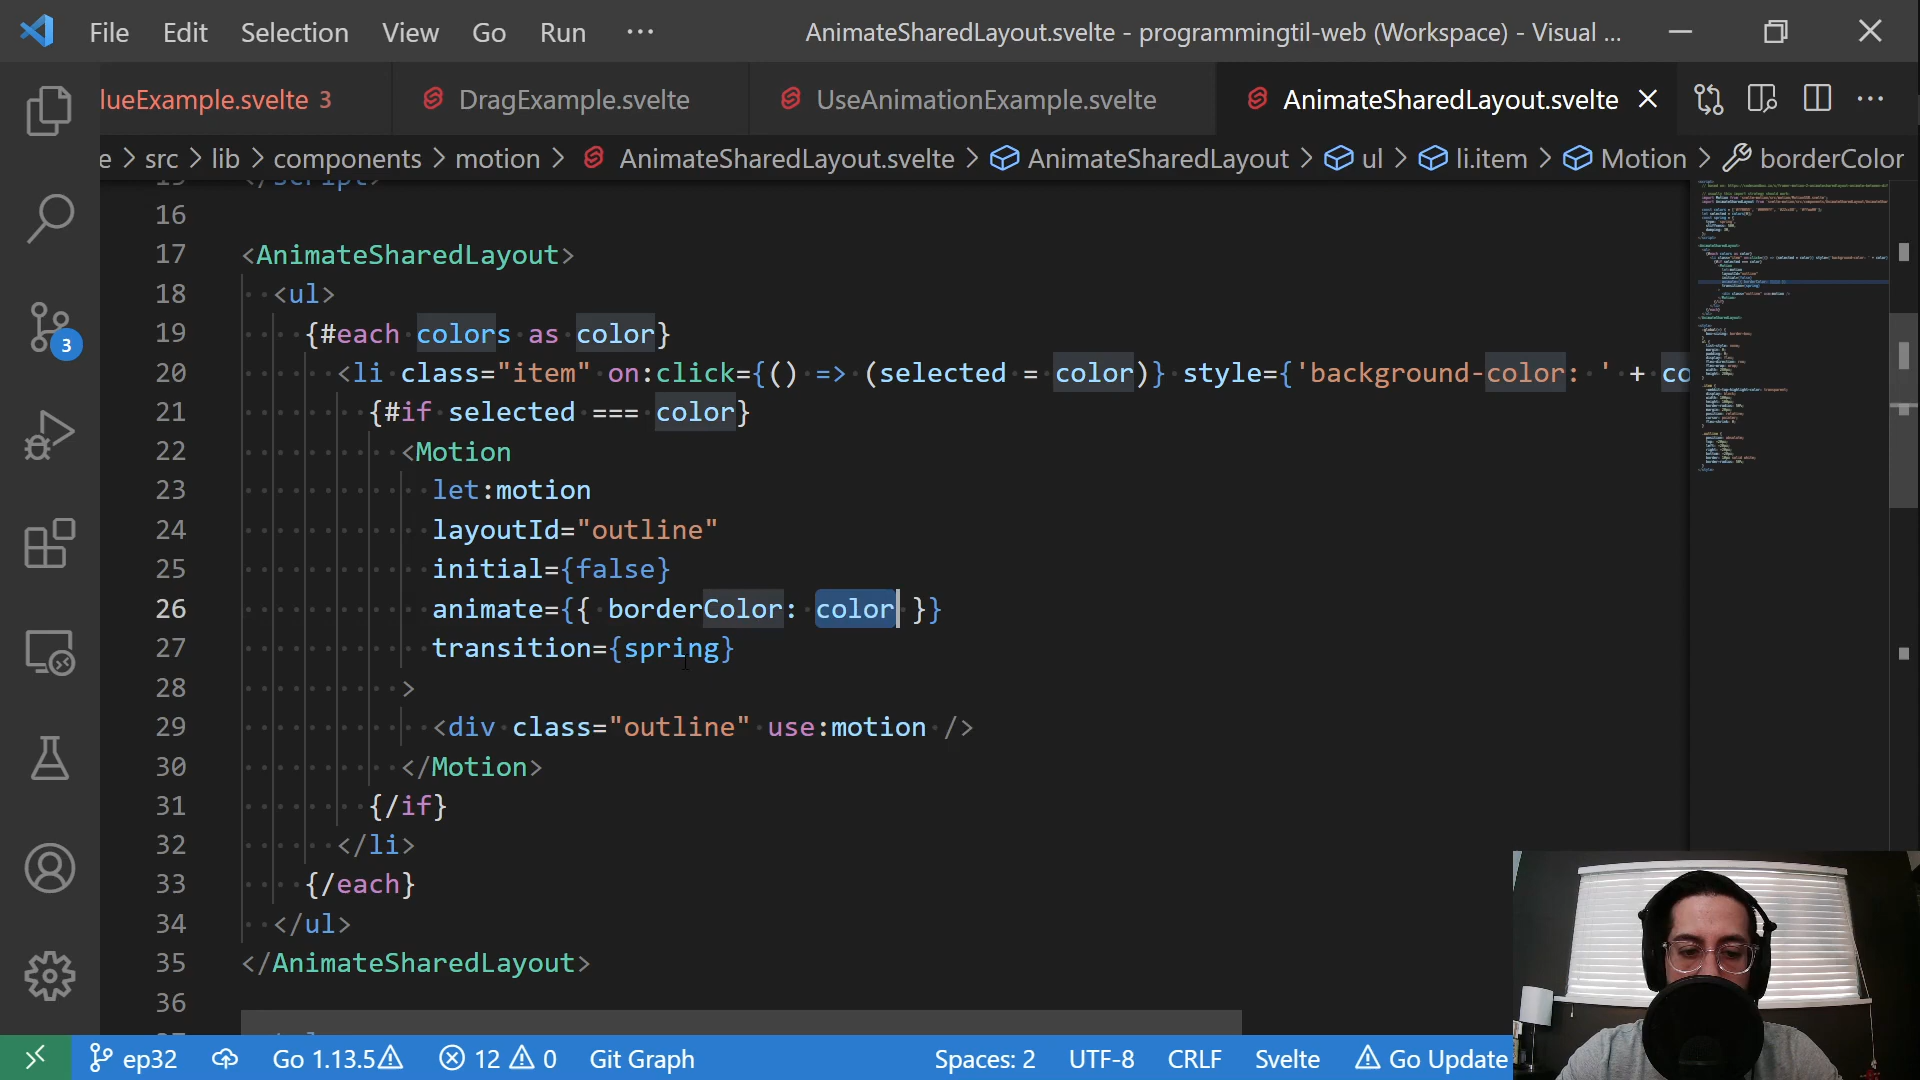 File Edit Selection View Go Run ··· AnimateSharedLayout.svelte - programmingtil-web (Workspace) - Visual ...
lueExample.svelte 3 DragExample.svelte UseAnimationExample.svelte AnimateSharedLayout.svelte
e > src > lib > components > motion > AnimateSharedLayout.svelte > AnimateSharedLayout > ul > li.item > Motion > borderColor
15 </script>
16
17 <AnimateSharedLayout>
18 <ul>
19 {#each colors as color}
20 <li class="item" on:click={() => (selected = color)} style={'background-color: ' + co
21 {#if selected === color}
22 <Motion
23 let:motion
24 layoutId="outline"
25 initial={false}
26 animate={{ borderColor: color }}
27 transition={spring}
28 >
29 <div class="outline" use:motion />
30 </Motion>
31 {/if}
32 </li>
33 {/each}
34 </ul>
35 </AnimateSharedLayout>
36
3
ep32 Go 1.13.5 12 0 Git Graph Spaces: 2 UTF-8 CRLF Svelte Go Update